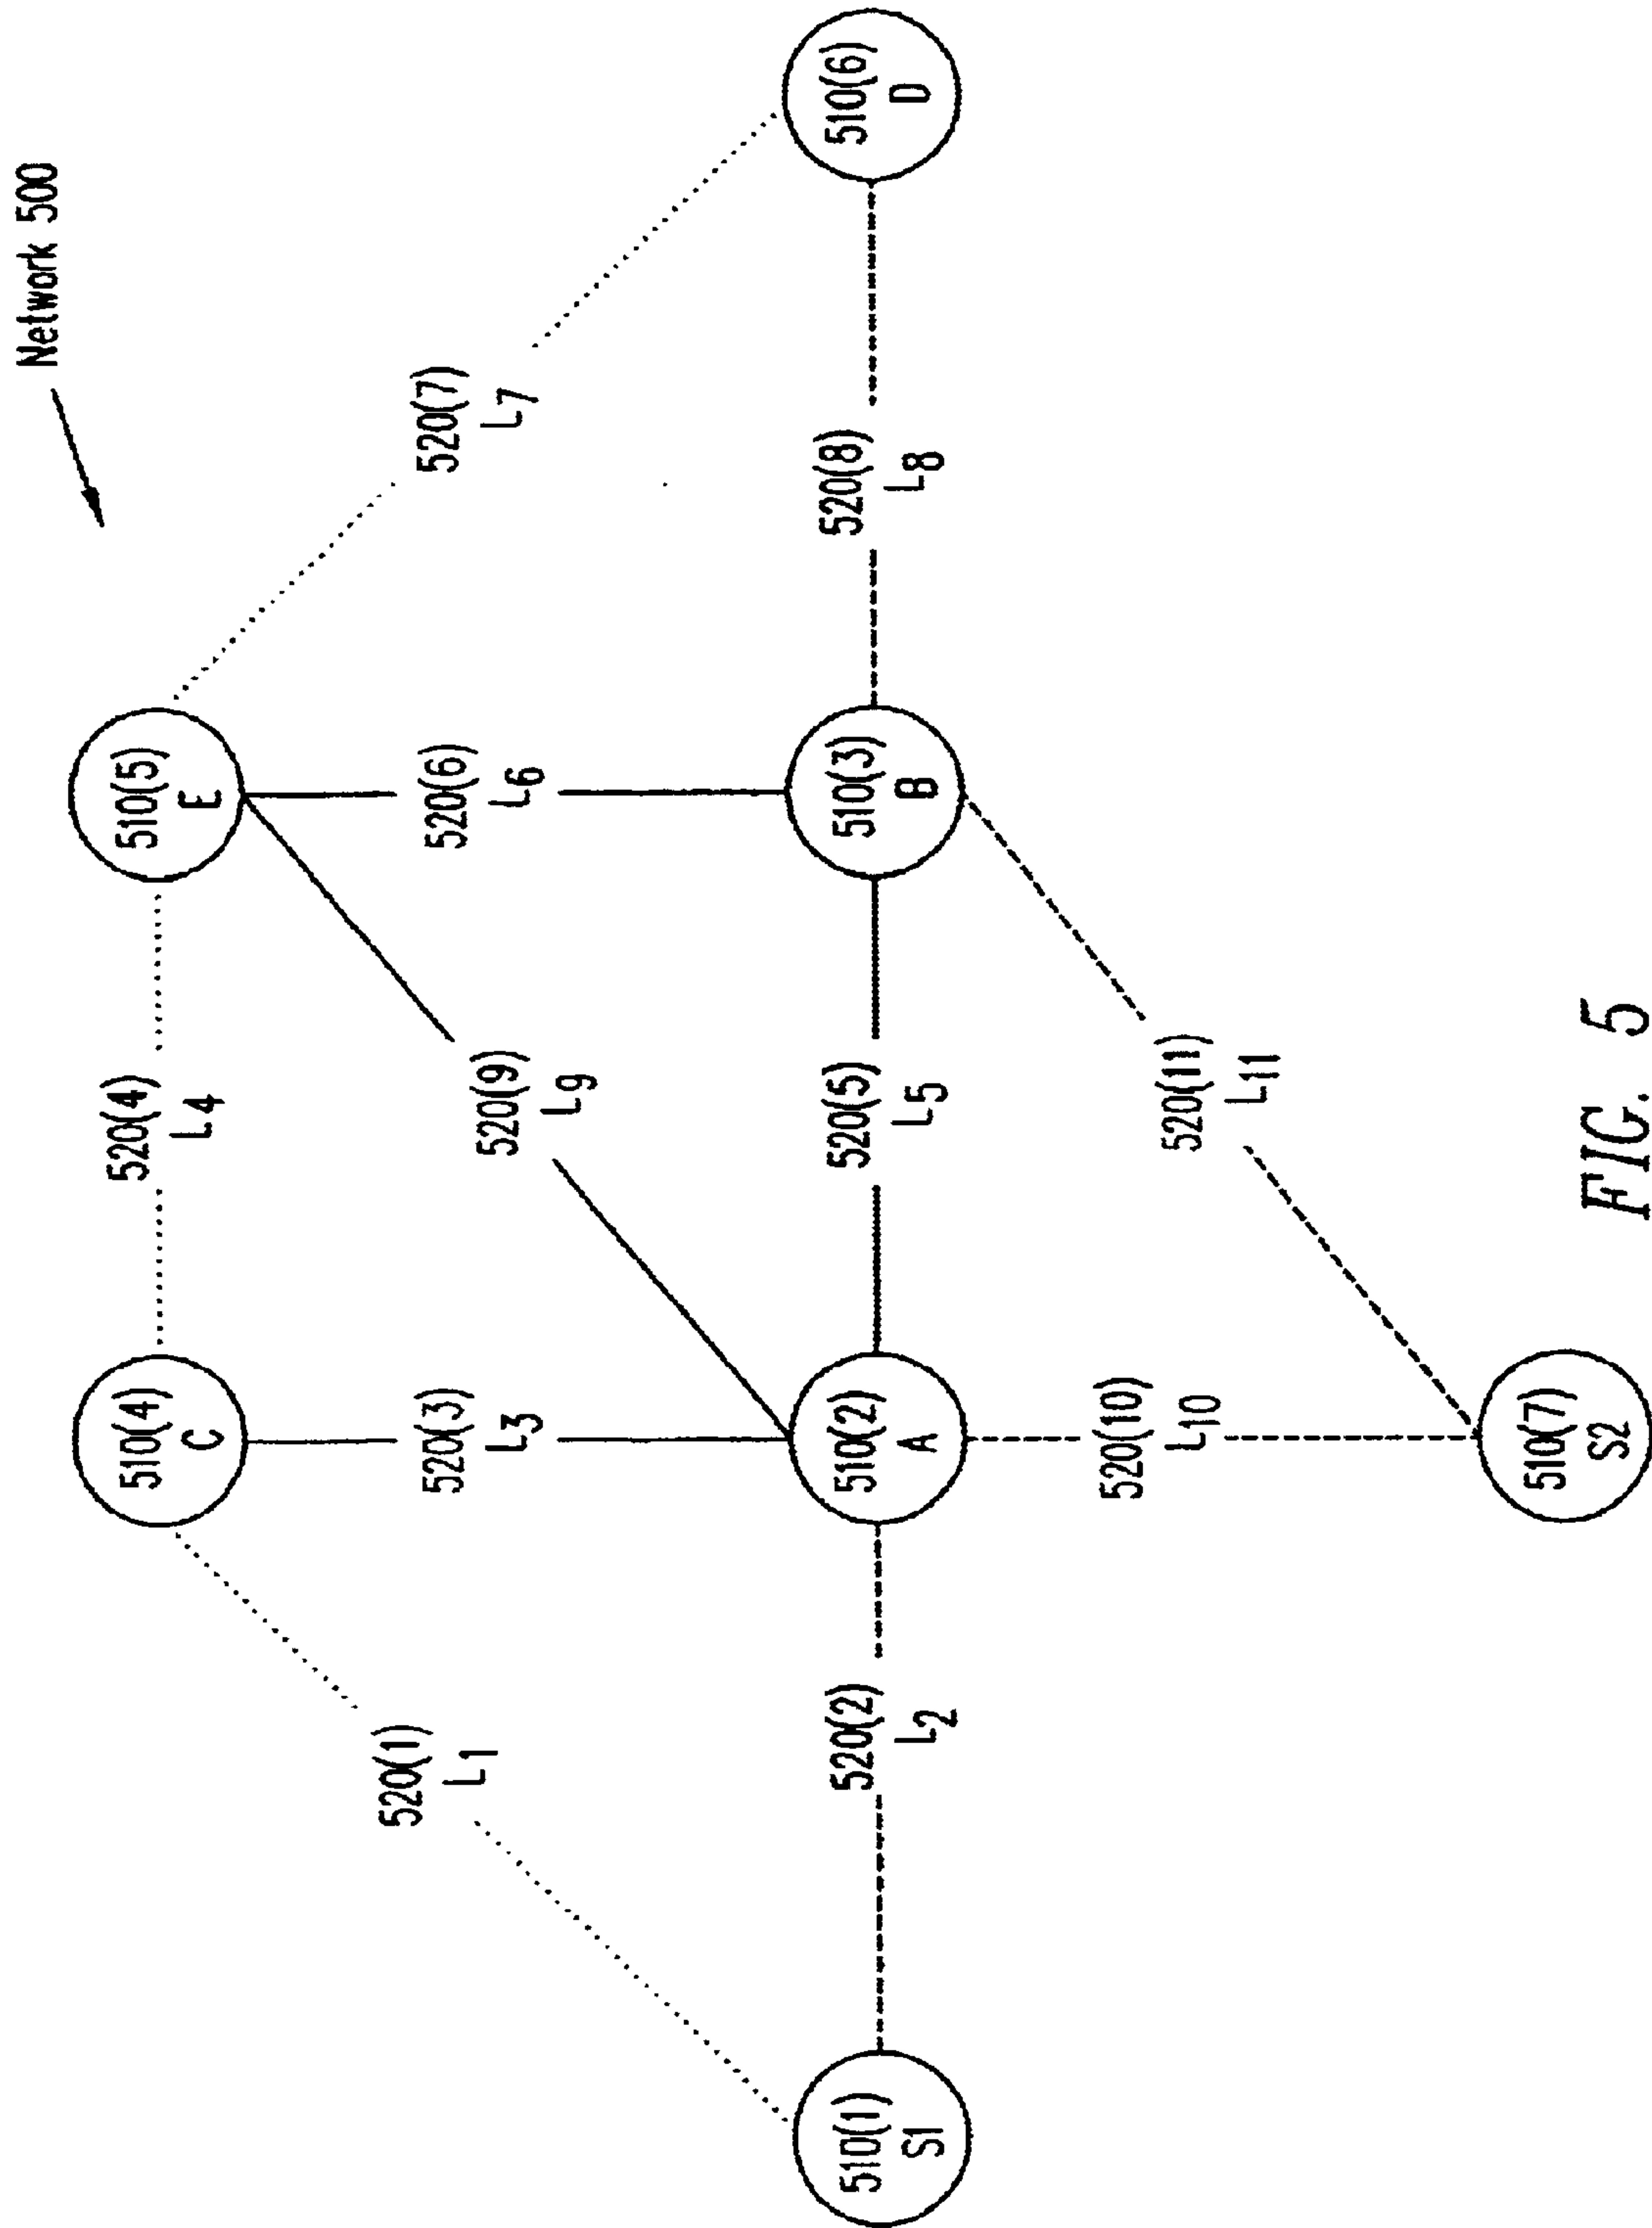 Network 500
510(4)
C
520(4)
L4
510(5)
E
520(1)
L1
520(3)
L3
520(9)
L9
520(6)
L6
520(7)
L7
510(1)
S1
520(2)
L2
510(2)
A
520(5)
L5
510(3)
B
520(8)
L8
510(6)
D
520(10)
L10
520(11)
L11
510(7)
S2
FIG. 5